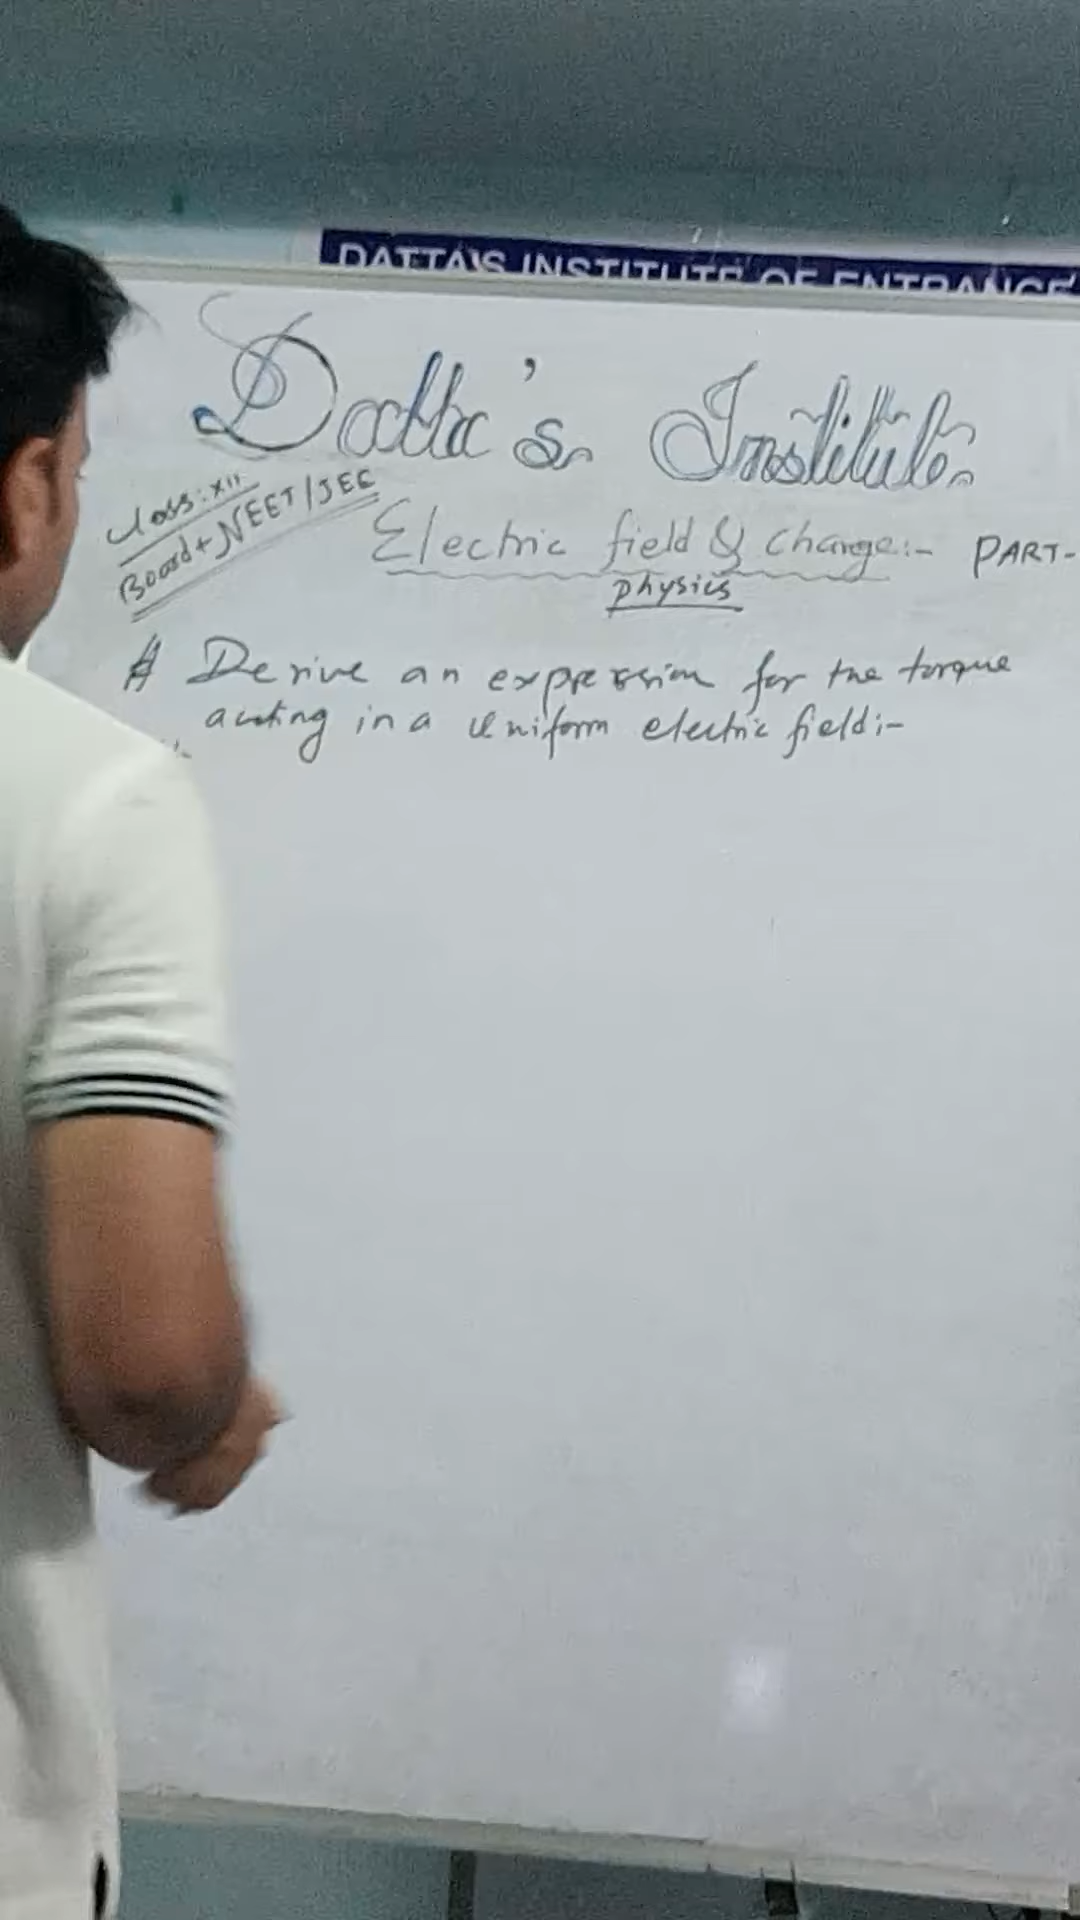 DATTA'S INSTITUTE OF ENTRANCE
Datta's Institute
Class: XII
Board + NEET / JEE
Electric field & Charge :- PART-
physics
# Derive an expression for the torque
acting in a uniform electric field :-